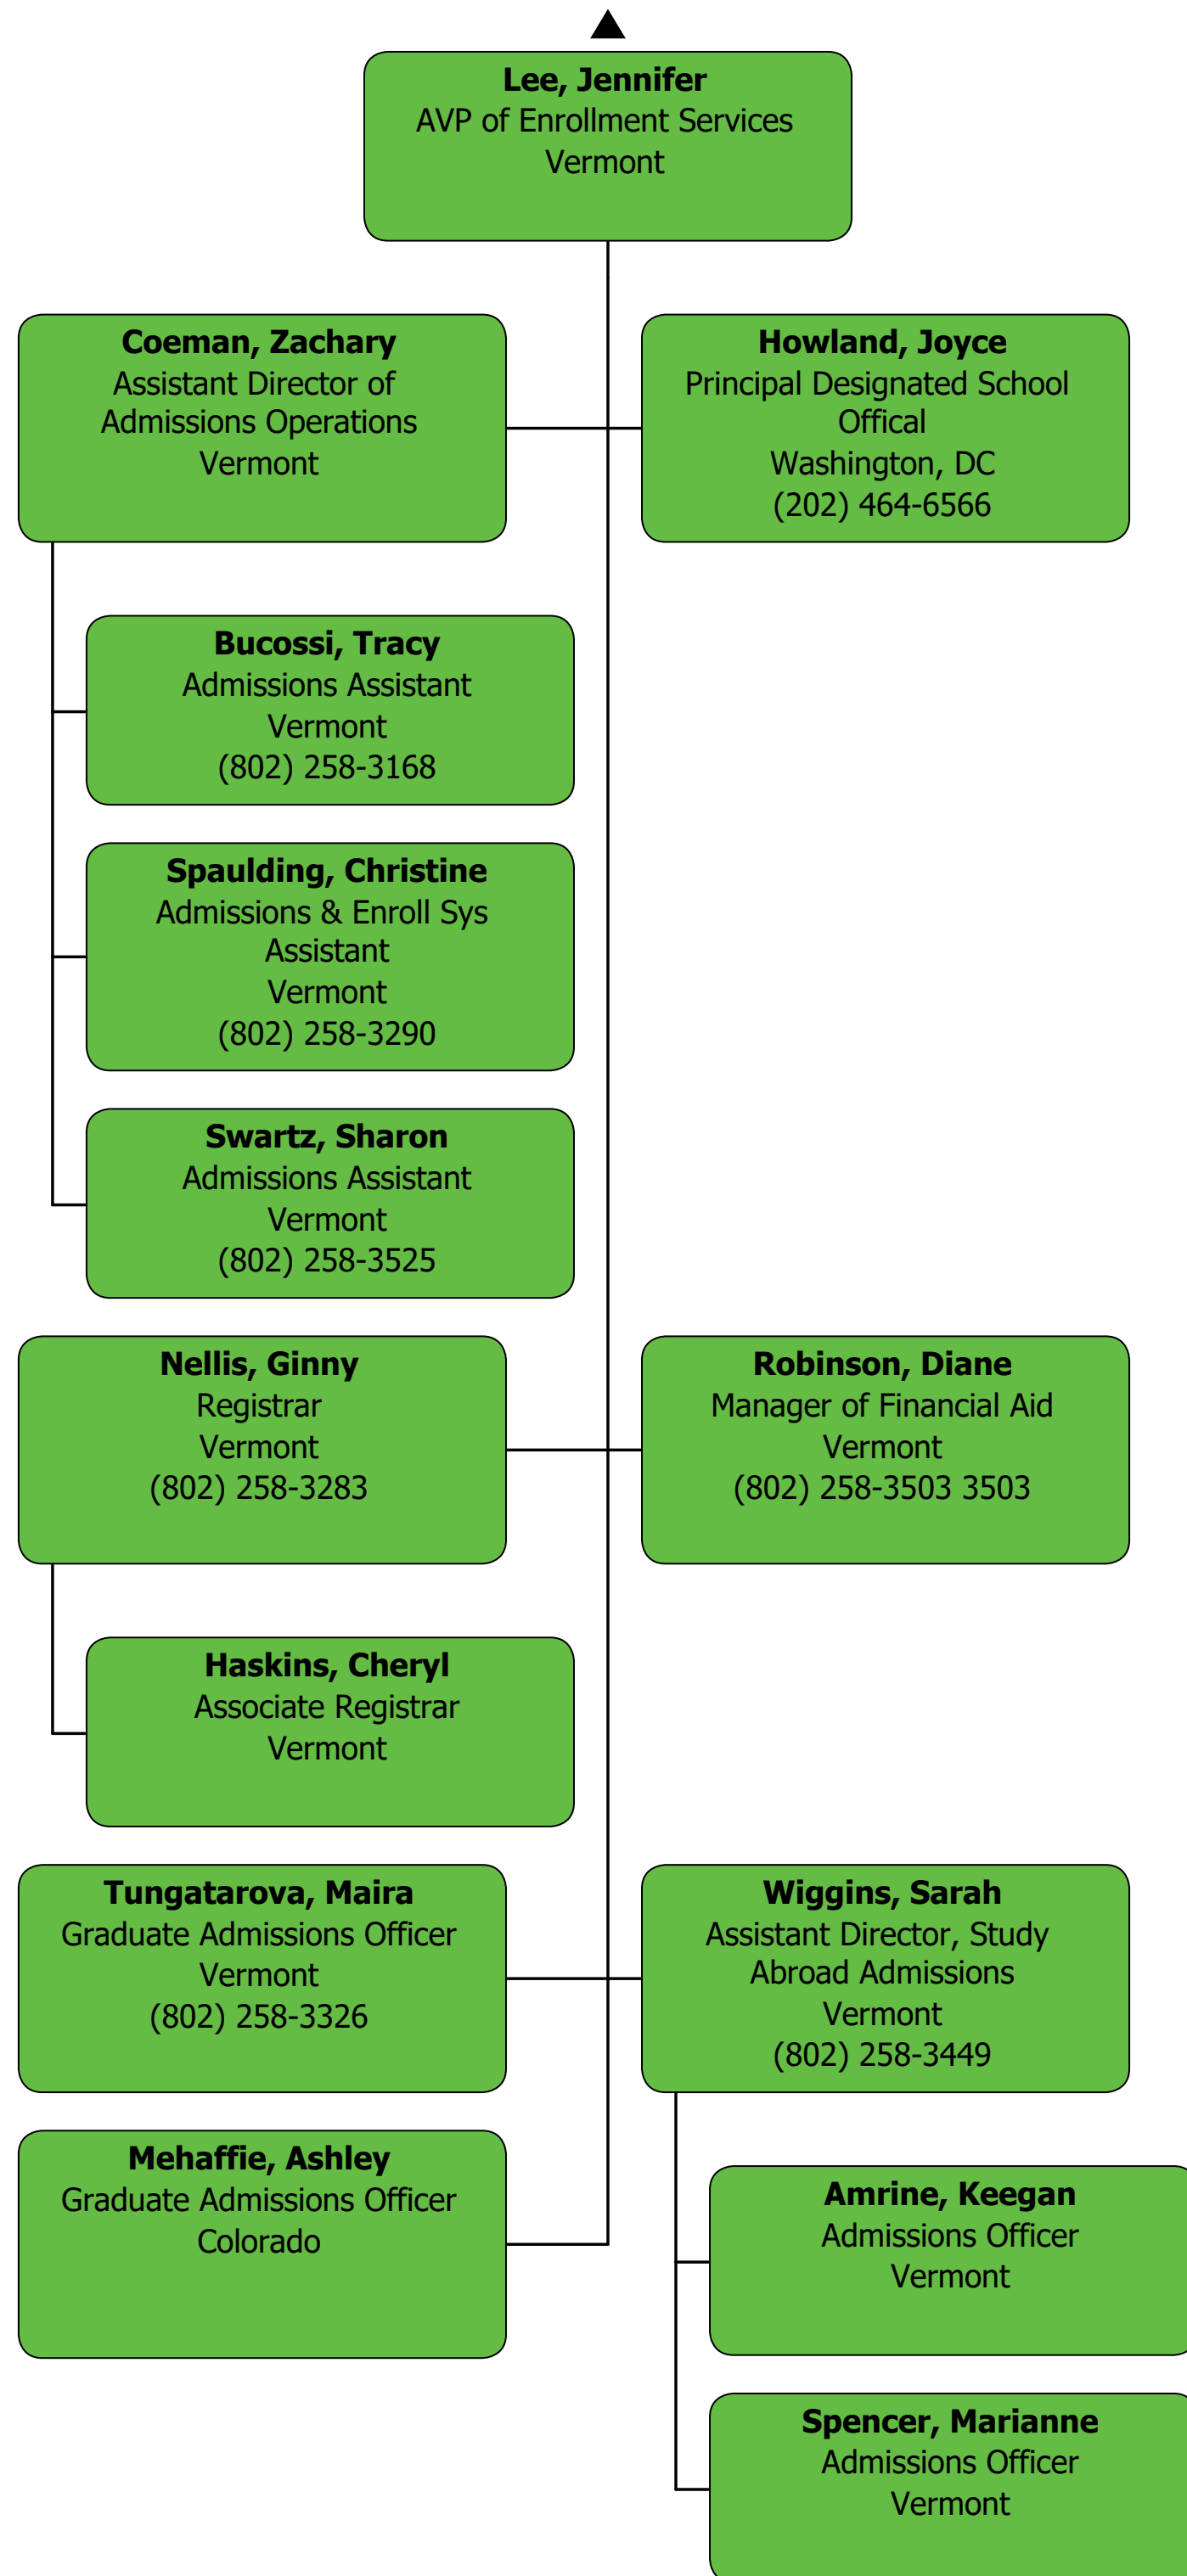 Lee, Jennifer
AVP of Enrollment Services
Vermont
Coeman, Zachary
Assistant Director of
Admissions Operations
Vermont
Howland, Joyce
Principal Designated School
Offical
Washington, DC
(202) 464-6566
Bucossi, Tracy
Admissions Assistant
Vermont
(802) 258-3168
Spaulding, Christine
Admissions & Enroll Sys
Assistant
Vermont
(802) 258-3290
Swartz, Sharon
Admissions Assistant
Vermont
(802) 258-3525
Nellis, Ginny
Registrar
Vermont
(802) 258-3283
Robinson, Diane
Manager of Financial Aid
Vermont
(802) 258-3503 3503
Haskins, Cheryl
Associate Registrar
Vermont
Tungatarova, Maira
Graduate Admissions Officer
Vermont
(802) 258-3326
Wiggins, Sarah
Assistant Director, Study
Abroad Admissions
Vermont
(802) 258-3449
Mehaffie, Ashley
Graduate Admissions Officer
Colorado
Amrine, Keegan
Admissions Officer
Vermont
Spencer, Marianne
Admissions Officer
Vermont